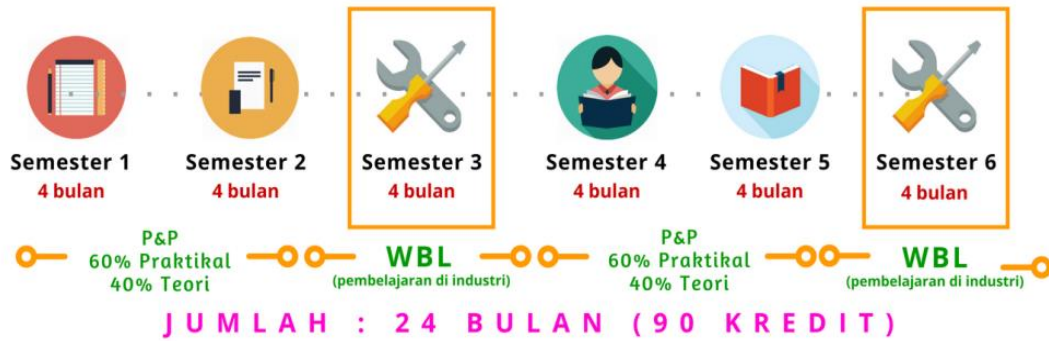 Semester 1
4 bulan
Semester 2
4 bulan
Semester 3
4 bulan
Semester 4
4 bulan
Semester 5
4 bulan
Semester 6
4 bulan
P&P
60% Praktikal
40% Teori
WBL
(pembelajaran di industri)
P&P
60% Praktikal
40% Teori
WBL
(pembelajaran di industri)
JUMLAH : 24 BULAN (90 KREDIT)